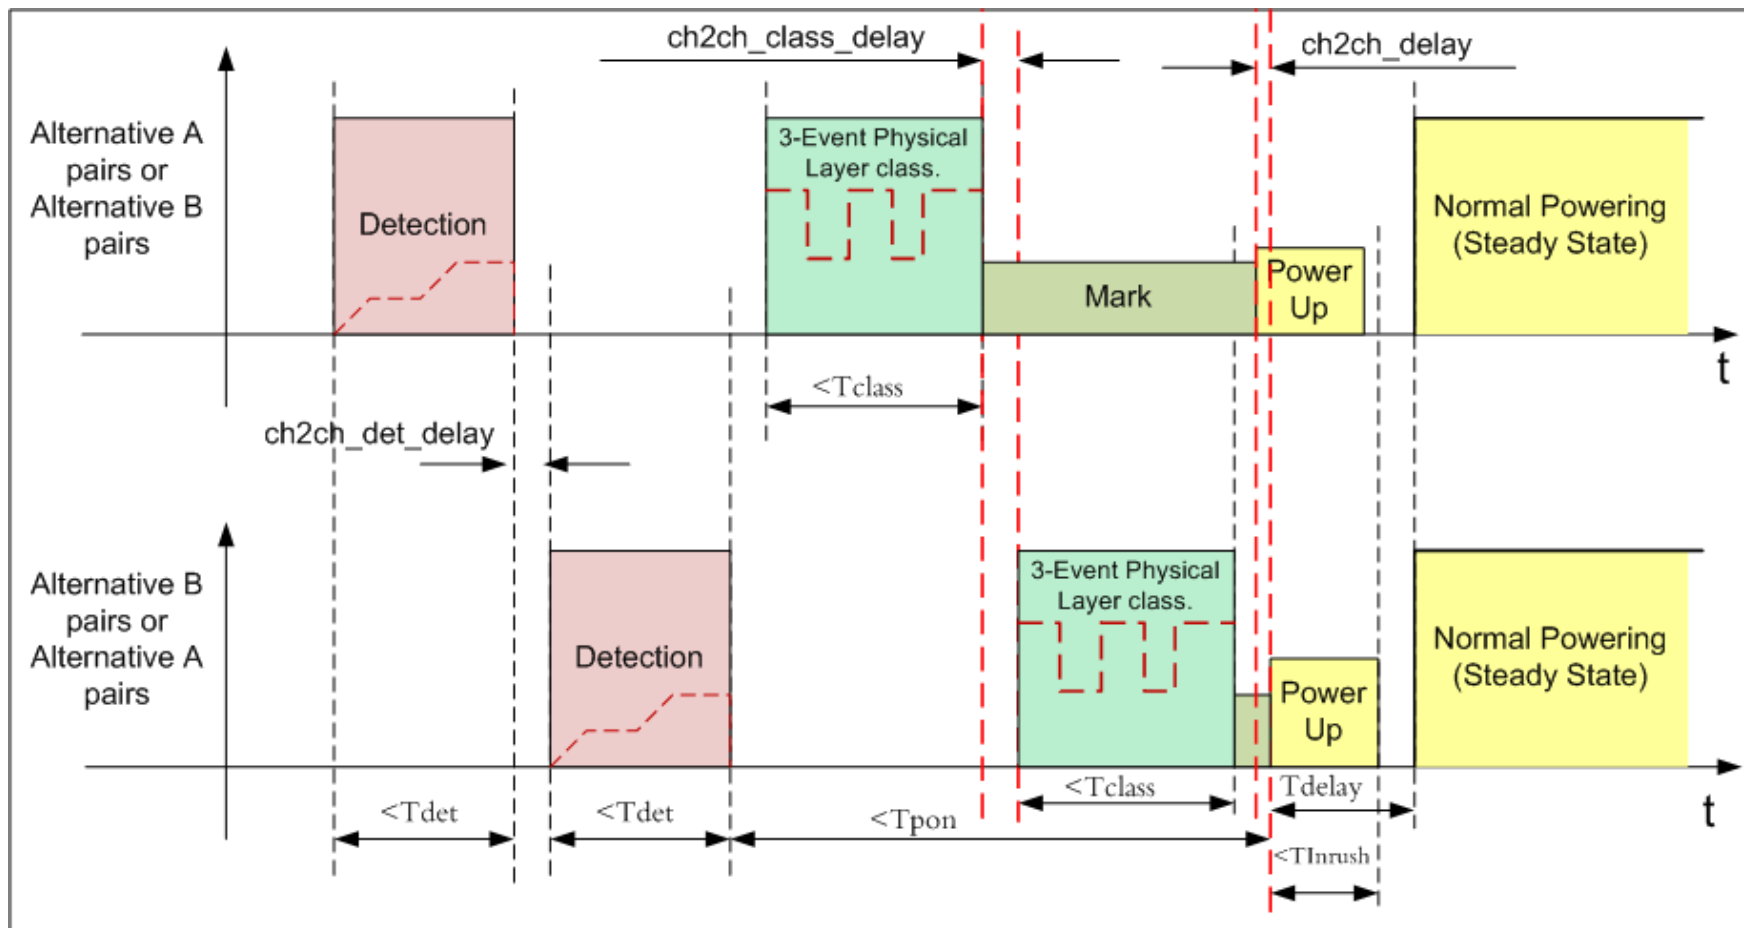 ch2ch_class_delay
ch2ch_delay
Alternative A
pairs or
Alternative B
pairs
Detection
3-Event Physical
Layer class.
Mark
Power
Up
Normal Powering
(Steady State)
t
<Tclass
ch2ch_det_delay
Alternative B
pairs or
Alternative A
pairs
Detection
3-Event Physical
Layer class.
Power
Up
Normal Powering
(Steady State)
t
<Tdet
<Tdet
<Tpon
<Tclass
Tdelay
<TInrush